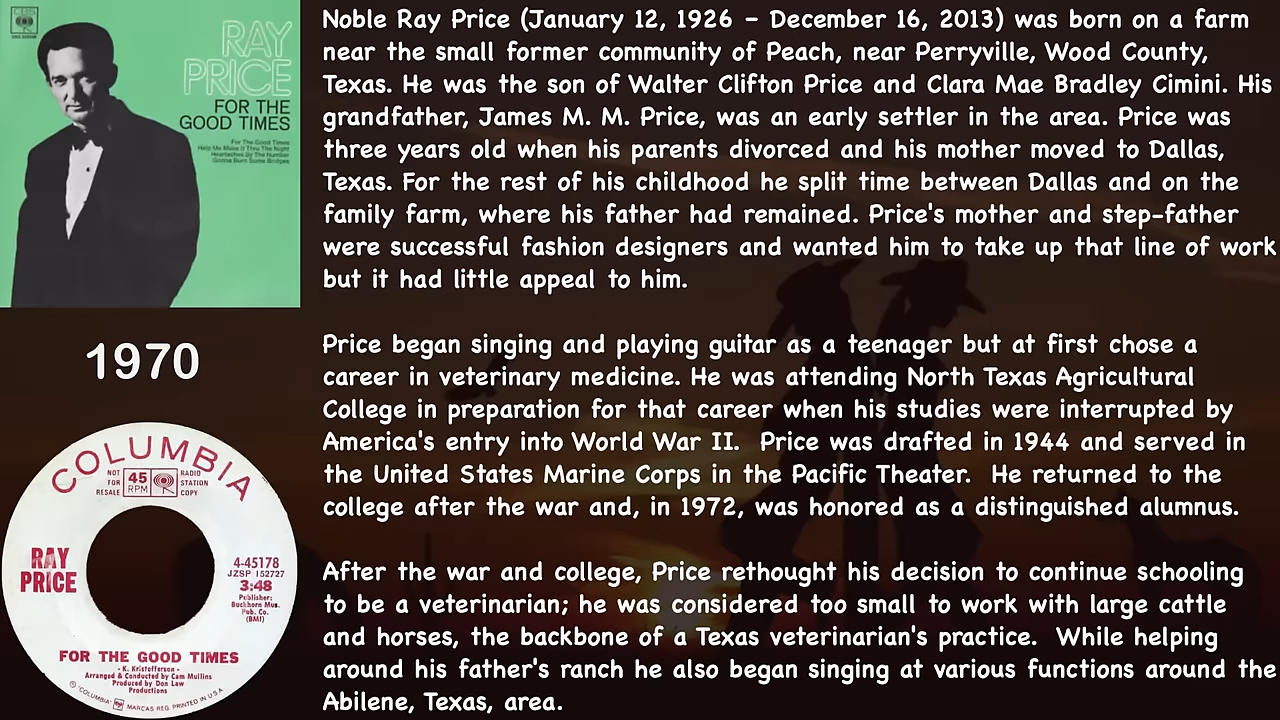 CBS
RAY
PRICE
FOR THE
GOOD TIMES
For The Good Times
Help Me Make It Thru The Night
Heartaches By The Number
Gonna Burn Some Bridges
1970
COLUMBIA
NOT
FOR
RESALE
45
RPM
RADIO
STATION
COPY
RAY
PRICE
4-45178
JZSP 152727
3:48
Publisher:
Buckhorn Mus.
Pub. Co.
(BMI)
FOR THE GOOD TIMES
- K. Kristofferson -
Arranged & Conducted by Cam Mullins
Produced by Don Law
Productions
© "COLUMBIA" MARCAS REG. PRINTED IN U.S.A.
Noble Ray Price (January 12, 1926 – December 16, 2013) was born on a farm
near the small former community of Peach, near Perryville, Wood County,
Texas. He was the son of Walter Clifton Price and Clara Mae Bradley Cimini. His
grandfather, James M. M. Price, was an early settler in the area. Price was
three years old when his parents divorced and his mother moved to Dallas,
Texas. For the rest of his childhood he split time between Dallas and on the
family farm, where his father had remained. Price's mother and step-father
were successful fashion designers and wanted him to take up that line of work
but it had little appeal to him.
Price began singing and playing guitar as a teenager but at first chose a
career in veterinary medicine. He was attending North Texas Agricultural
College in preparation for that career when his studies were interrupted by
America's entry into World War II.  Price was drafted in 1944 and served in
the United States Marine Corps in the Pacific Theater.  He returned to the
college after the war and, in 1972, was honored as a distinguished alumnus.
After the war and college, Price rethought his decision to continue schooling
to be a veterinarian; he was considered too small to work with large cattle
and horses, the backbone of a Texas veterinarian's practice.  While helping
around his father's ranch he also began singing at various functions around the
Abilene, Texas, area.